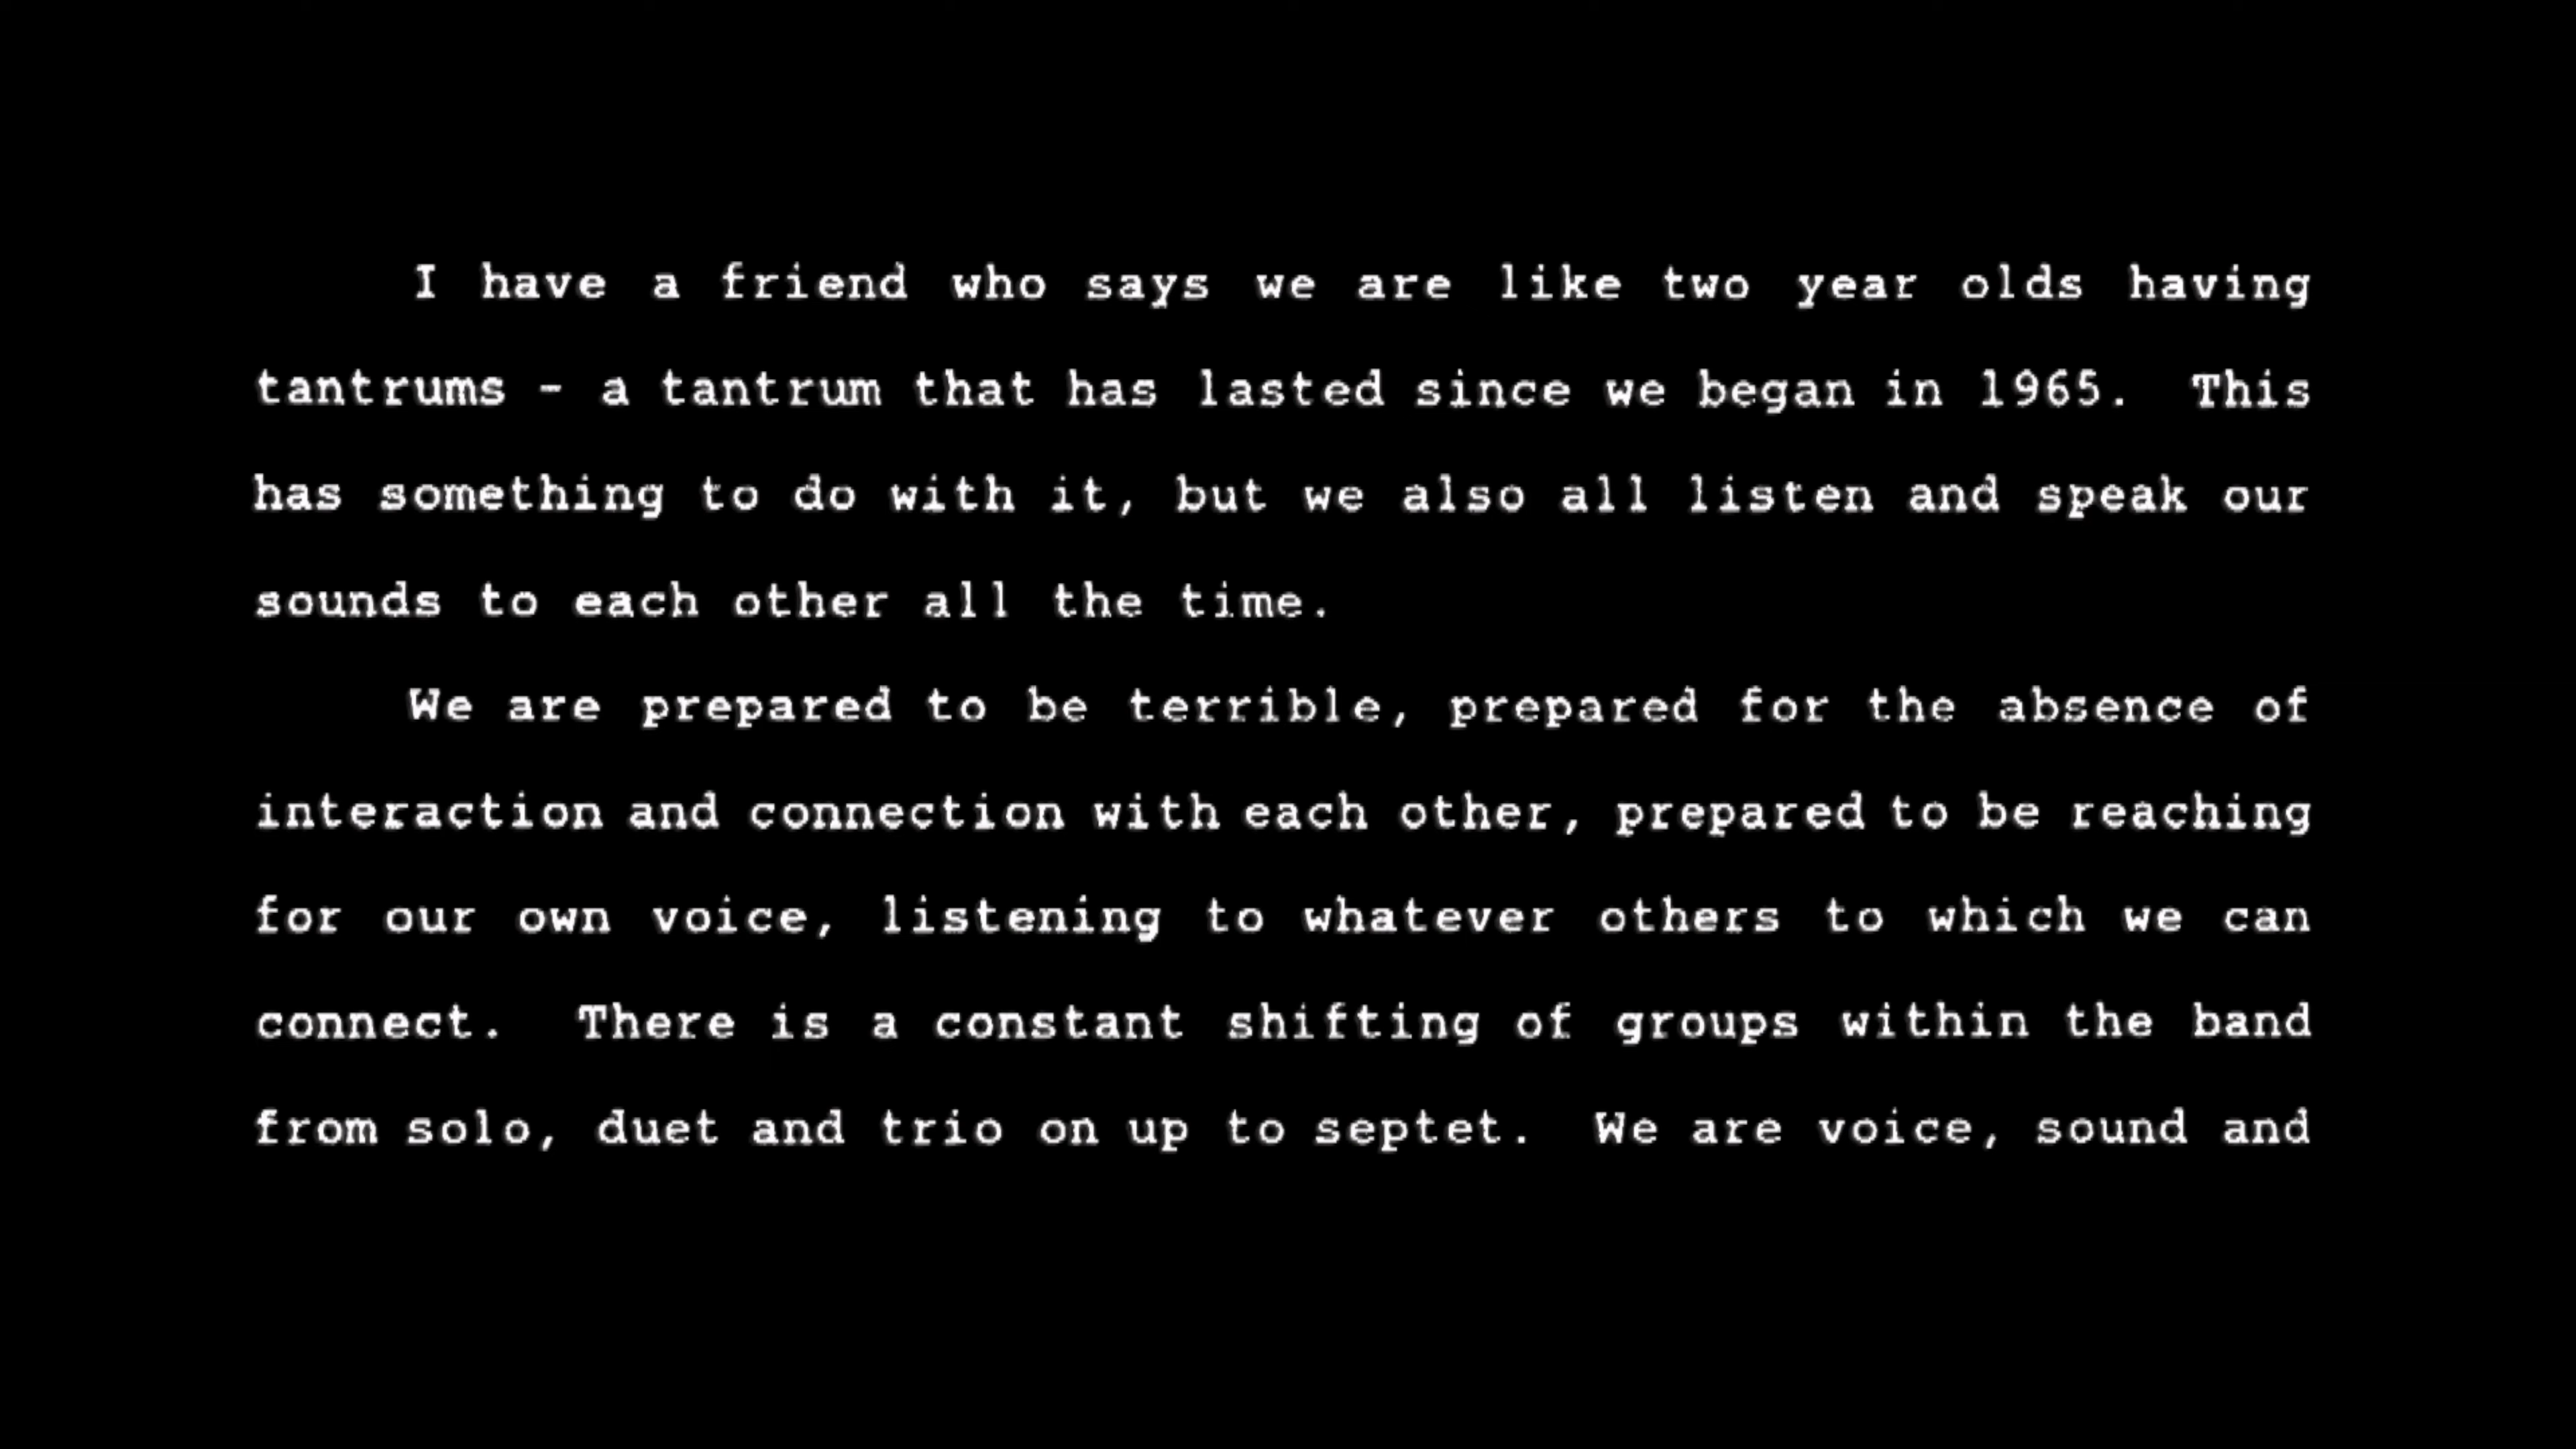 I have a friend who says we are like two year olds having
tantrums - a tantrum that has lasted since we began in 1965. This
has something to do with it, but we also all listen and speak our
sounds to each other all the time.
We are prepared to be terrible, prepared for the absence of
interaction and connection with each other, prepared to be reaching
for our own voice, listening to whatever others to which we can
connect. There is a constant shifting of groups within the band
from solo, duet and trio on up to septet. We are voice, sound and